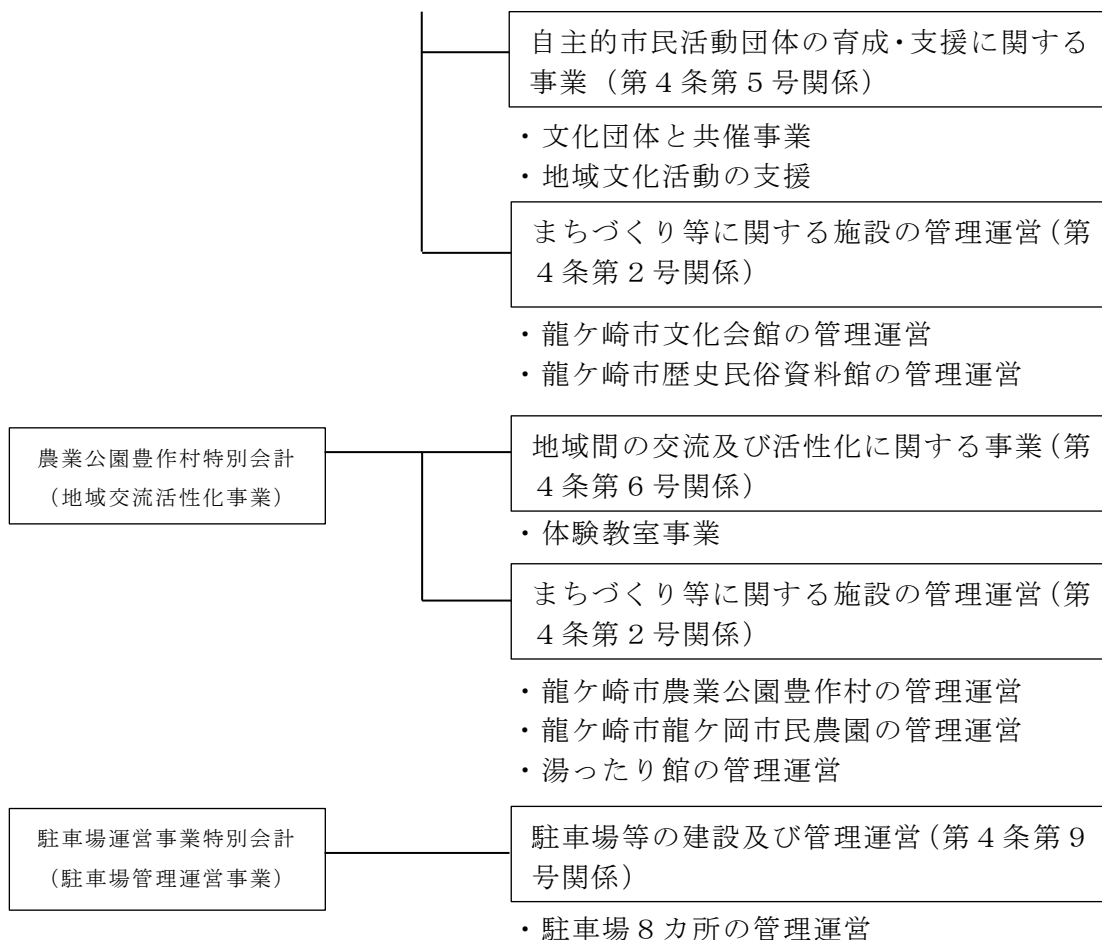 自主的市民活動団体の育成・支援に関する
事業（第４条第５号関係）
・文化団体と共催事業
・地域文化活動の支援
まちづくり等に関する施設の管理運営（第
４条第２号関係）
・龍ケ崎市文化会館の管理運営
・龍ケ崎市歴史民俗資料館の管理運営
農業公園豊作村特別会計
（地域交流活性化事業）
地域間の交流及び活性化に関する事業（第
４条第６号関係）
・体験教室事業
まちづくり等に関する施設の管理運営（第
４条第２号関係）
・龍ケ崎市農業公園豊作村の管理運営
・龍ケ崎市龍ケ岡市民農園の管理運営
・湯ったり館の管理運営
駐車場運営事業特別会計
（駐車場管理運営事業）
駐車場等の建設及び管理運営（第４条第９
号関係）
・駐車場８カ所の管理運営